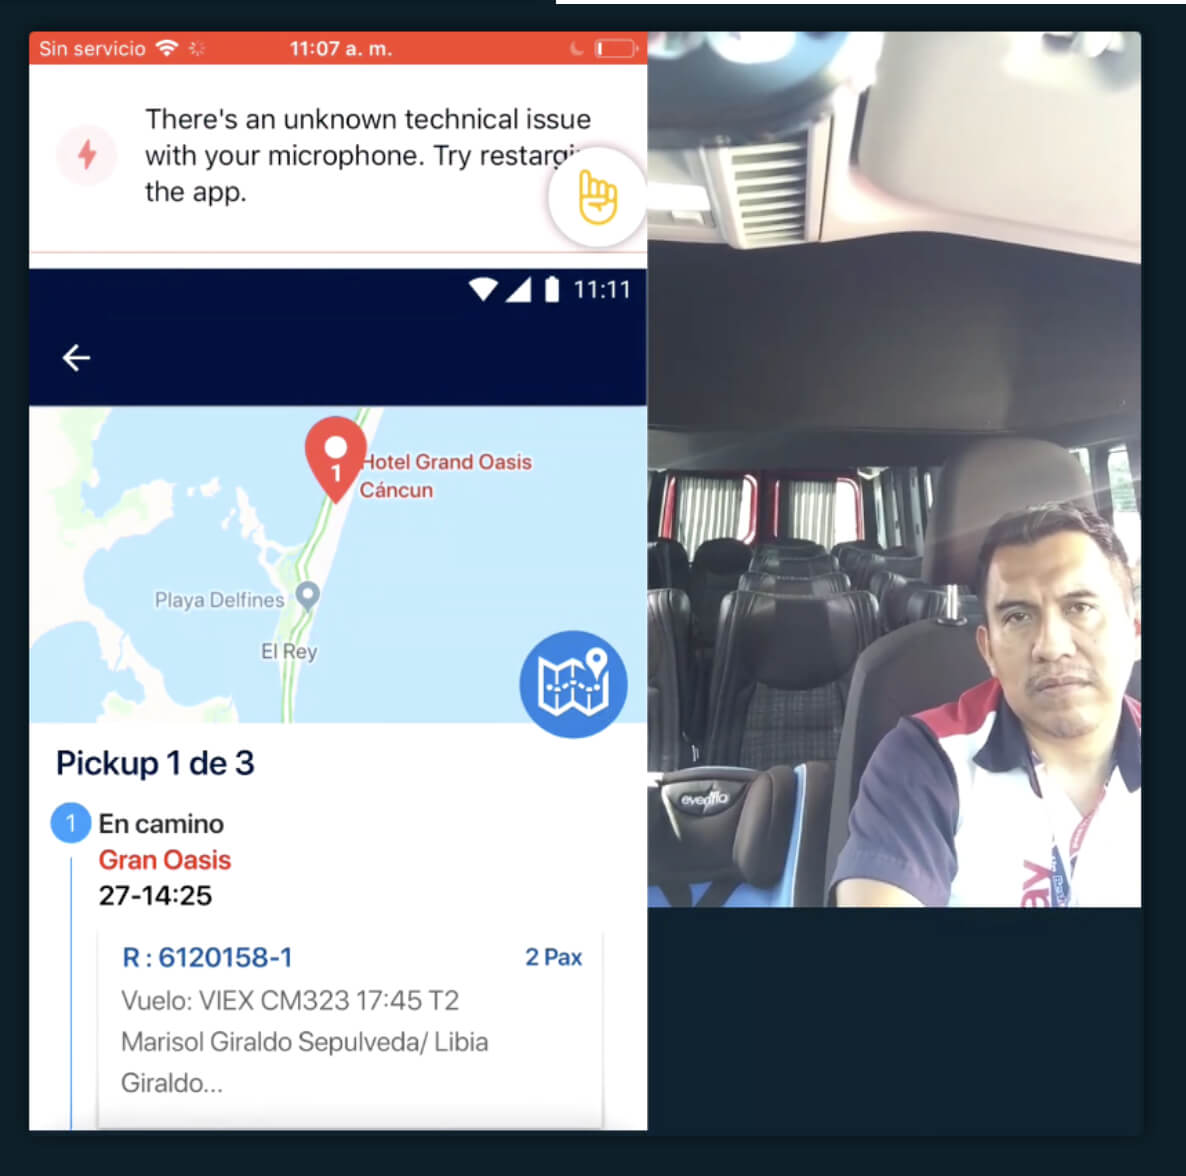 Sin servicio
11:07 a. m.
There's an unknown technical issue
with your microphone. Try
the app.
11:11
1
Hotel Grand Oasis
Cáncun
Playa Delfines
El Rey
Pickup 1 de 3
1 En camino
Gran Oasis
27-14:25
R : 6120158-1 2 Pax
Vuelo: VIEX CM323 17:45 T2
Marisol Giraldo Sepulveda/ Libia
Giraldo...
evenflo
ay